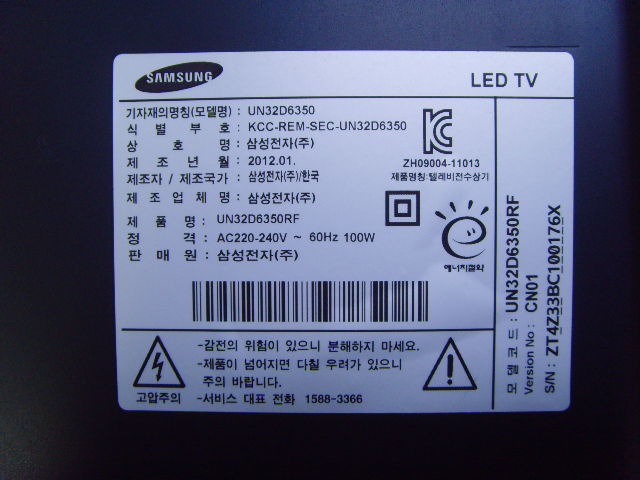 SAMSUNG
LED TV
기자재의명칭(모델명) : UN32D6350
식 별 부 호 : KCC-REM-SEC-UN32D6350
상 호 명 : 삼성전자(주)
제 조 년 월 : 2012.01.
제조자 / 제조국가 : 삼성전자(주)/한국
제 조 업 체 명 : 삼성전자(주)
제 품 명 : UN32D6350RF
정 격 : AC220-240V ~ 60Hz 100W
판 매 원 : 삼성전자(주)
ZH09004-11013
제품명칭:텔레비전수상기
에너지절약
-감전의 위험이 있으니 분해하지 마세요.
-제품이 넘어지면 다칠 우려가 있으니
주의 바랍니다.
-서비스 대표 전화 1588-3366
고압주의
모 델 코 드 : UN32D6350RF
Version No : CN01
S/N : ZT4Z33BC100176X